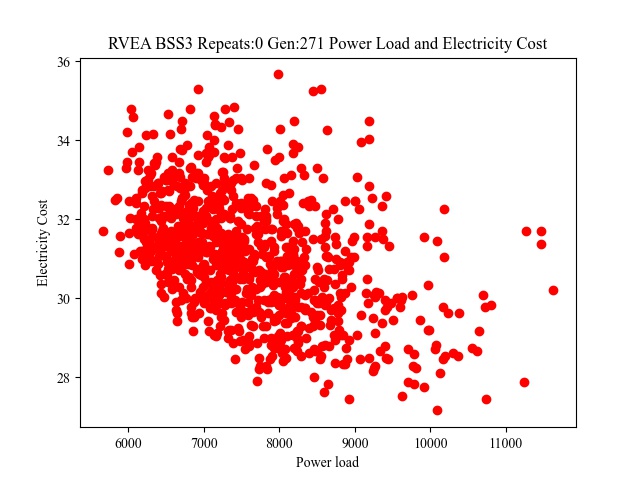 RVEA BSS3 Repeats:0 Gen:271 Power Load and Electricity Cost
36
34
32
30
28
Electricity Cost
6000 7000 8000 9000 10000 11000
Power load